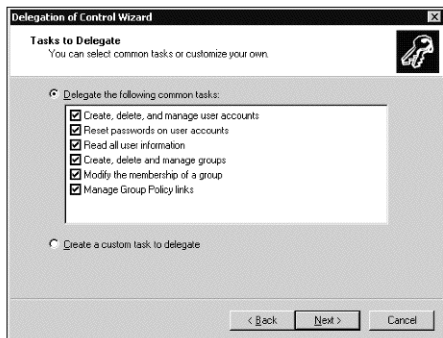 Delegation of Control Wizard
Tasks to Delegate
You can select common tasks or customize your own.
Delegate the following common tasks:
Create, delete, and manage user accounts
Reset passwords on user accounts
Read all user information
Create, delete and manage groups
Modify the membership of a group
Manage Group Policy links
Create a custom task to delegate
< Back
Next >
Cancel